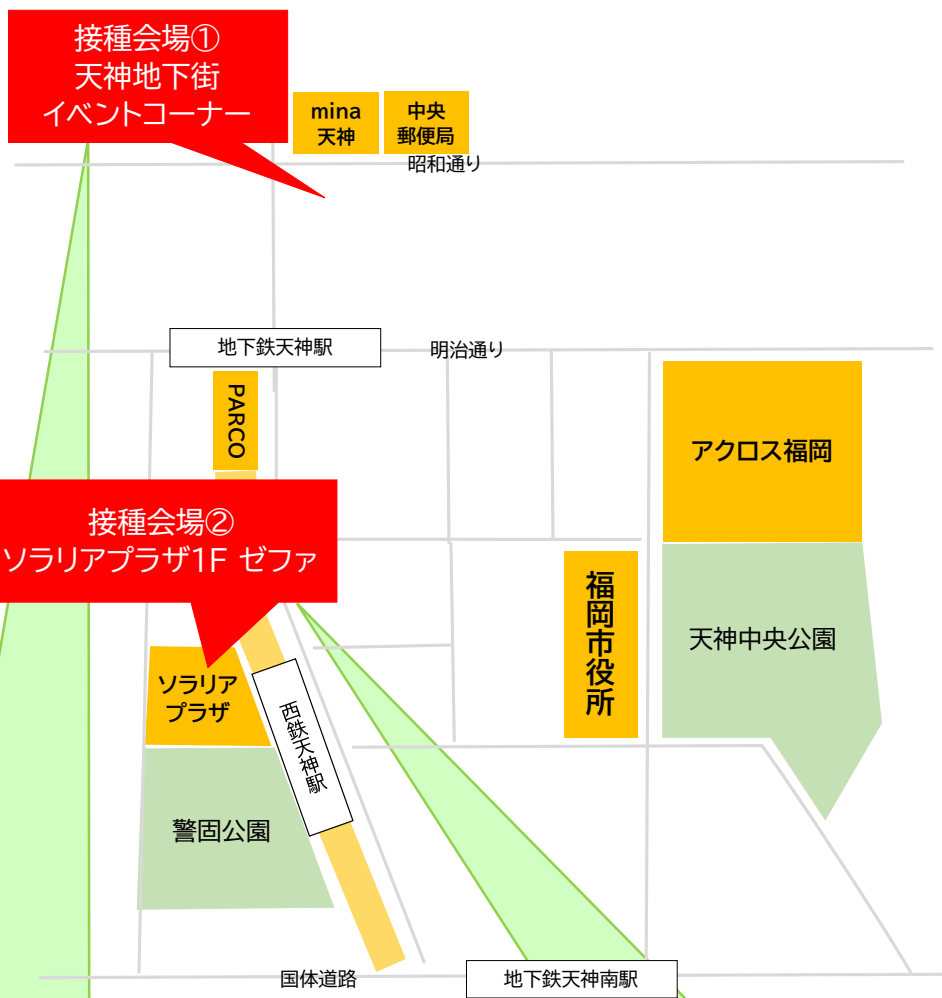 接種会場①
天神地下街
イベントコーナー
mina
天神
中央
郵便局
昭和通り
地下鉄天神駅
明治通り
PARCO
アクロス福岡
接種会場②
ソラリアプラザ1F ゼファ
福岡市役所
天神中央公園
ソラリア
プラザ
西鉄天神駅
警固公園
国体道路
地下鉄天神南駅